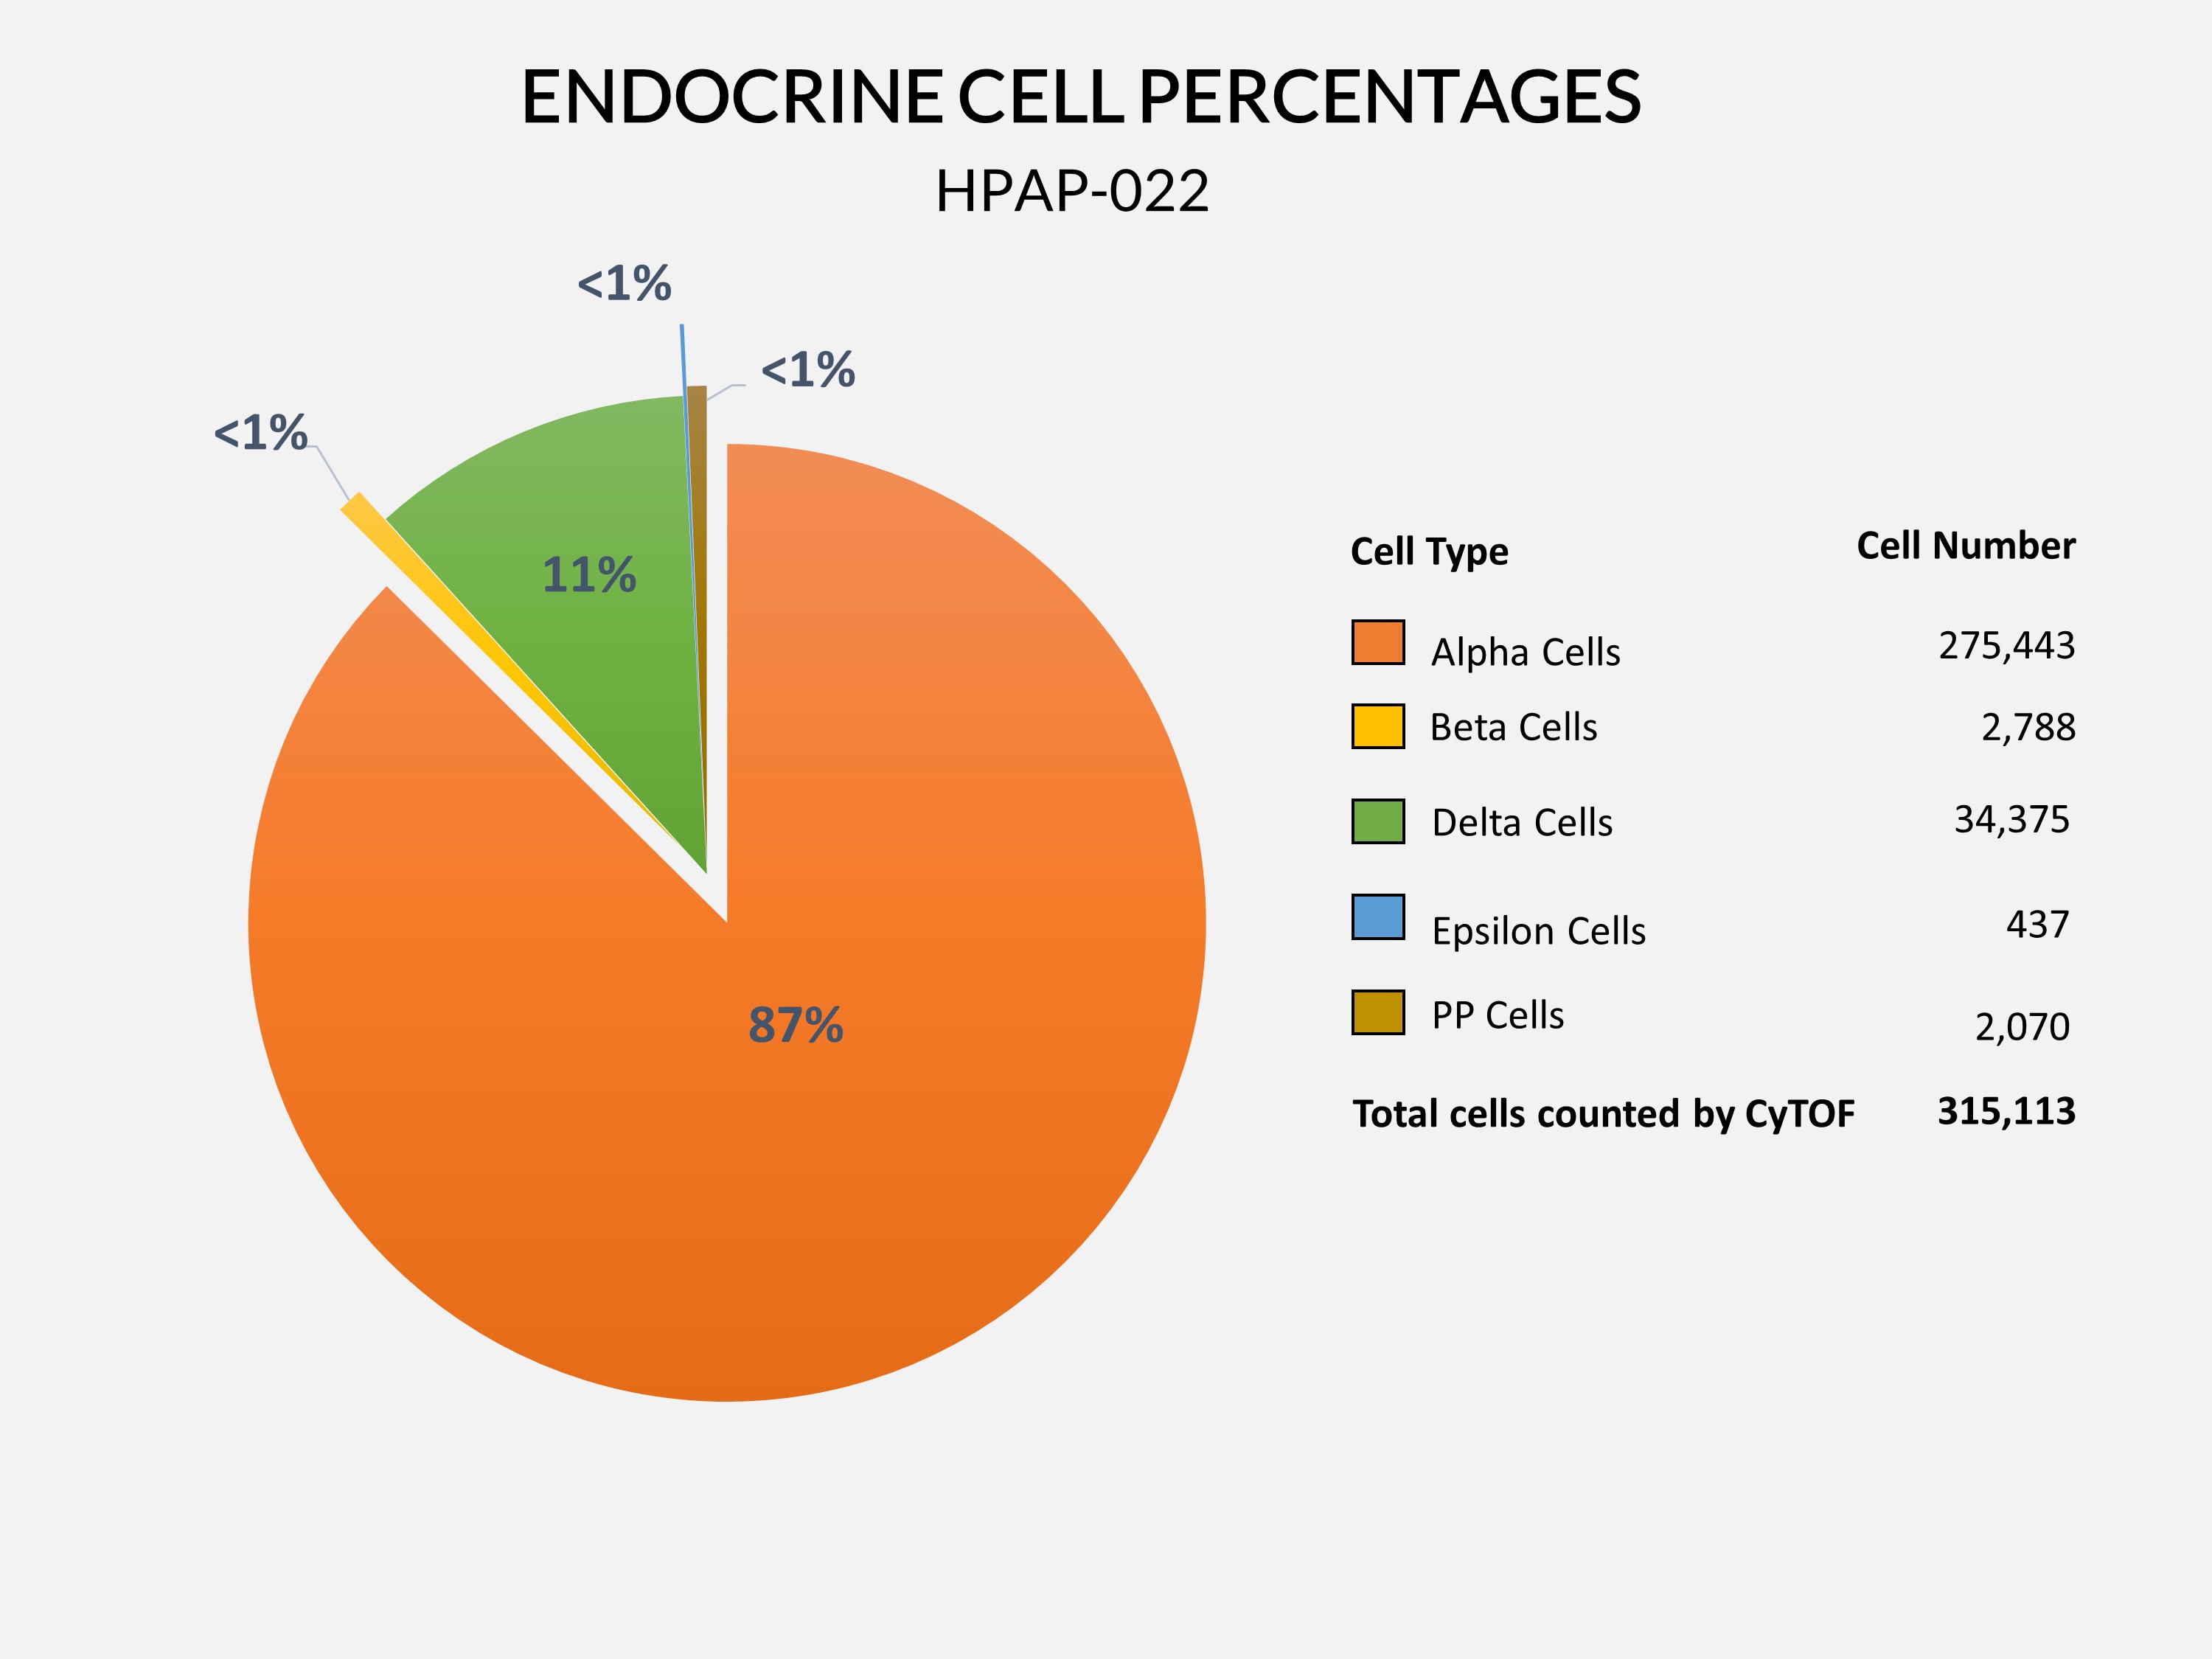 ENDOCRINE CELL PERCENTAGES
HPAP-022
<1%
<1%
<1%
11%
87%
Cell Type Cell Number
Alpha Cells 275,443
Beta Cells 2,788
Delta Cells 34,375
Epsilon Cells 437
PP Cells 2,070
Total cells counted by CyTOF 315,113